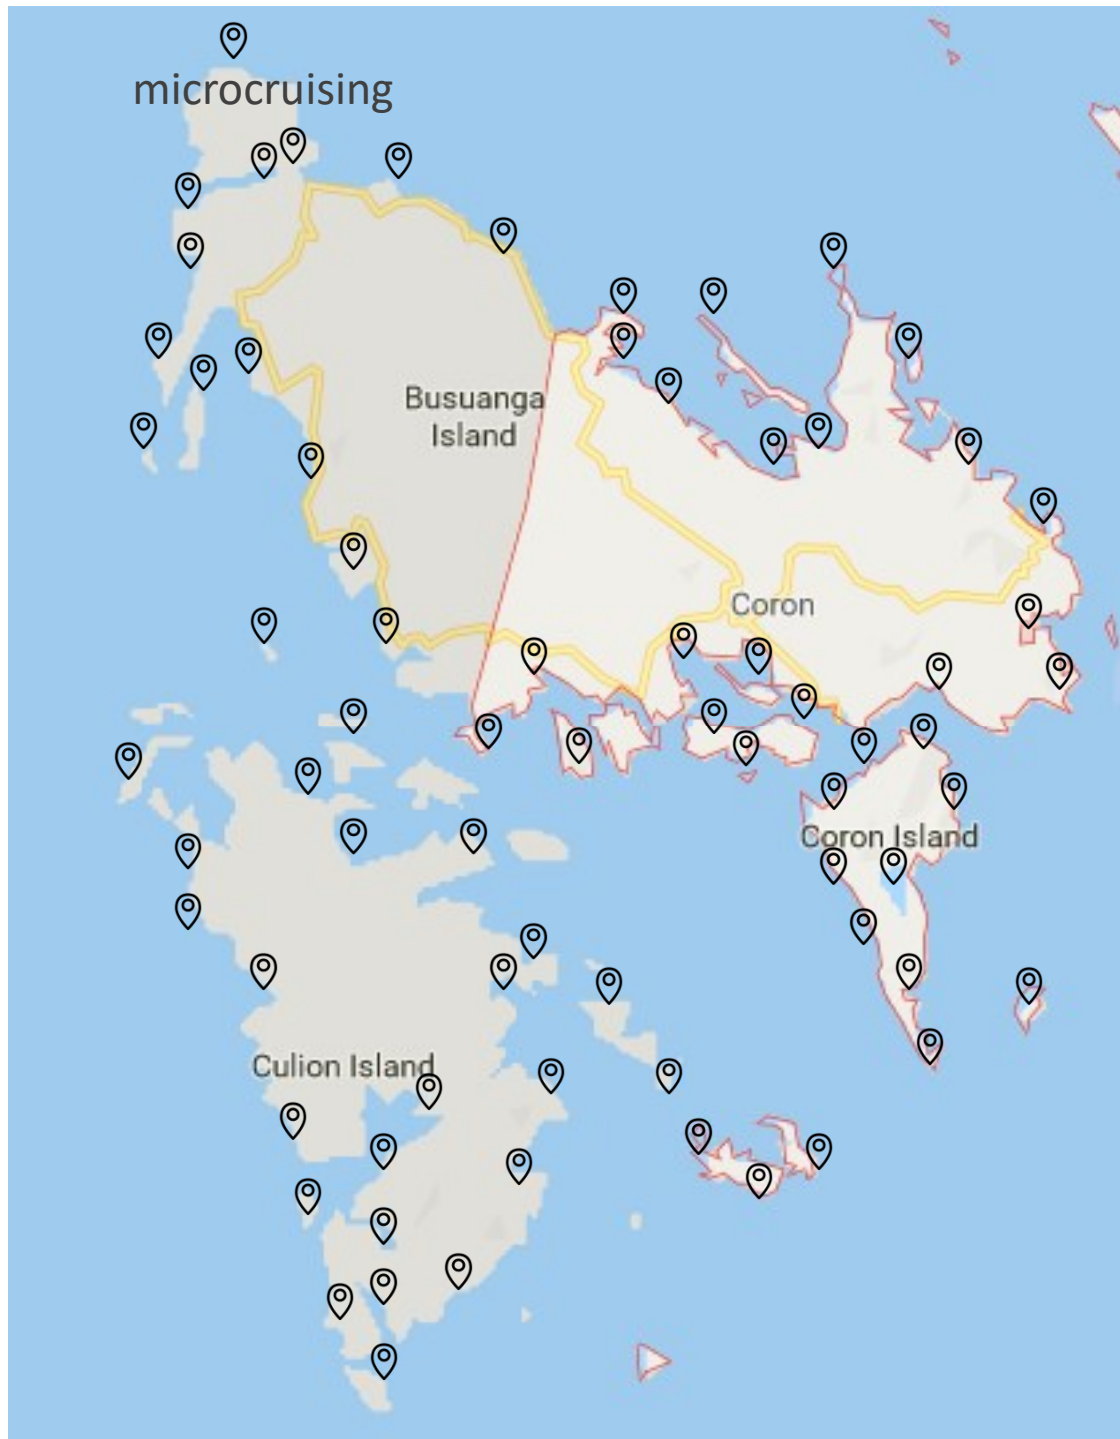 microcruising
Busuanga
Island
Coron
Coron Island
Culion Island